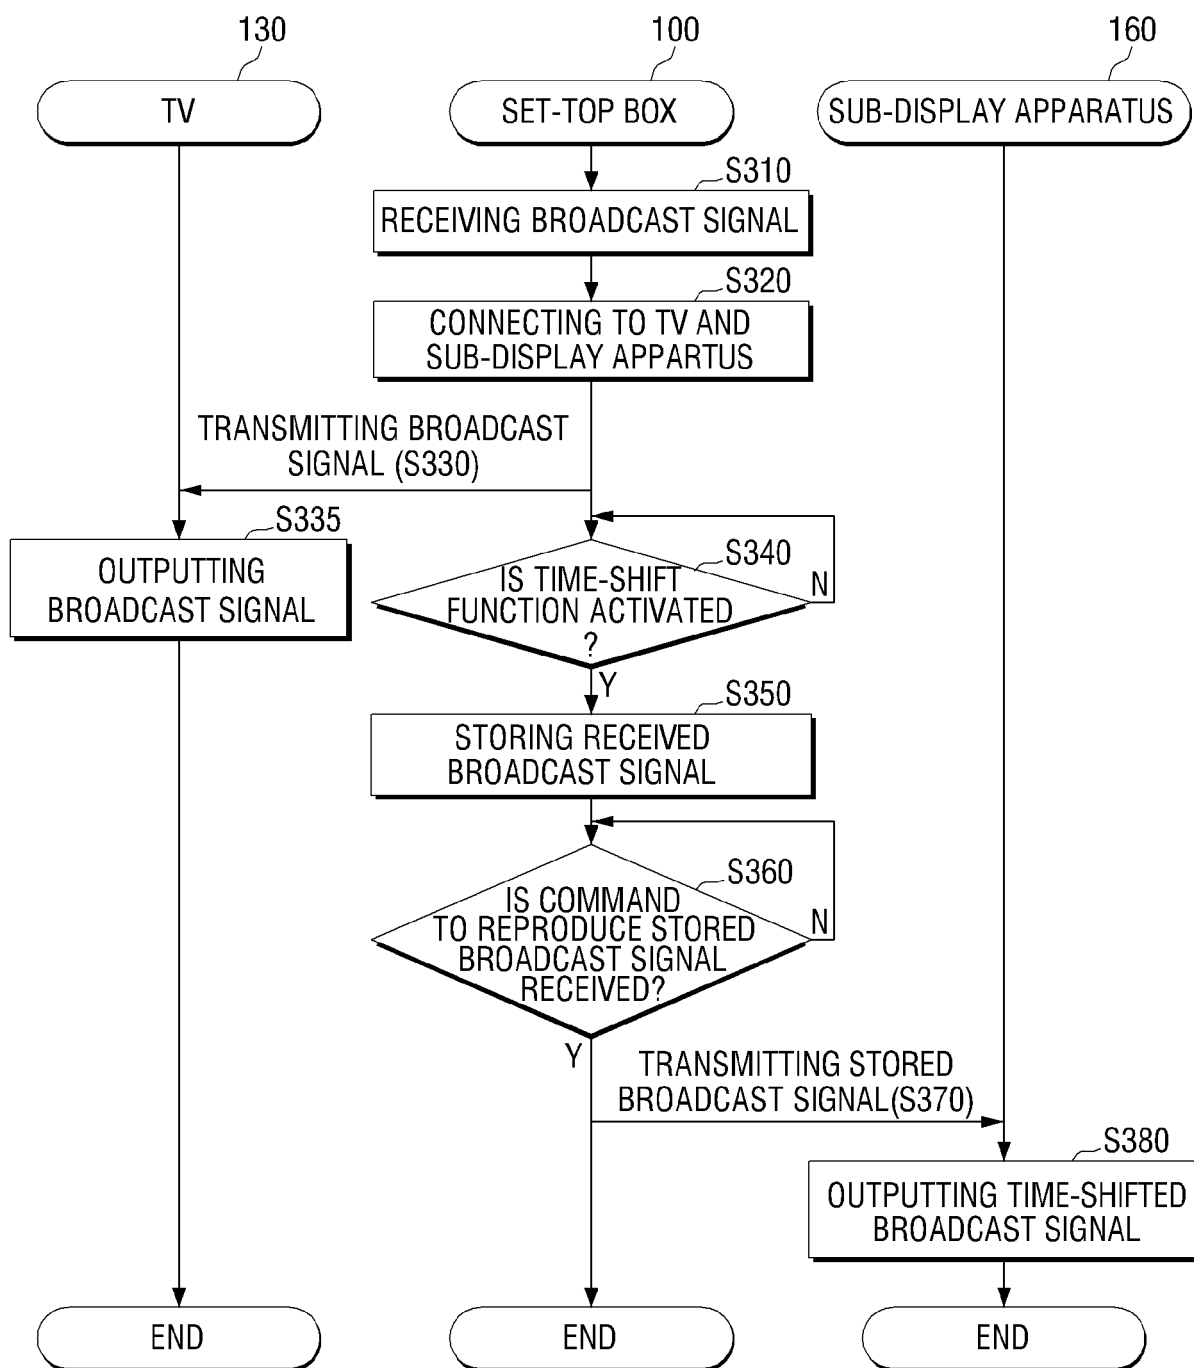 130
100
160
TV
SET-TOP BOX
SUB-DISPLAY APPARATUS
S310
RECEIVING BROADCAST SIGNAL
S320
CONNECTING TO TV AND
SUB-DISPLAY APPARTUS
TRANSMITTING BROADCAST
SIGNAL (S330)
S335
OUTPUTTING
BROADCAST SIGNAL
S340
IS TIME-SHIFT
FUNCTION ACTIVATED
?
N
Y
S350
STORING RECEIVED
BROADCAST SIGNAL
S360
IS COMMAND
TO REPRODUCE STORED
BROADCAST SIGNAL
RECEIVED?
N
Y
TRANSMITTING STORED
BROADCAST SIGNAL(S370)
S380
OUTPUTTING TIME-SHIFTED
BROADCAST SIGNAL
END
END
END